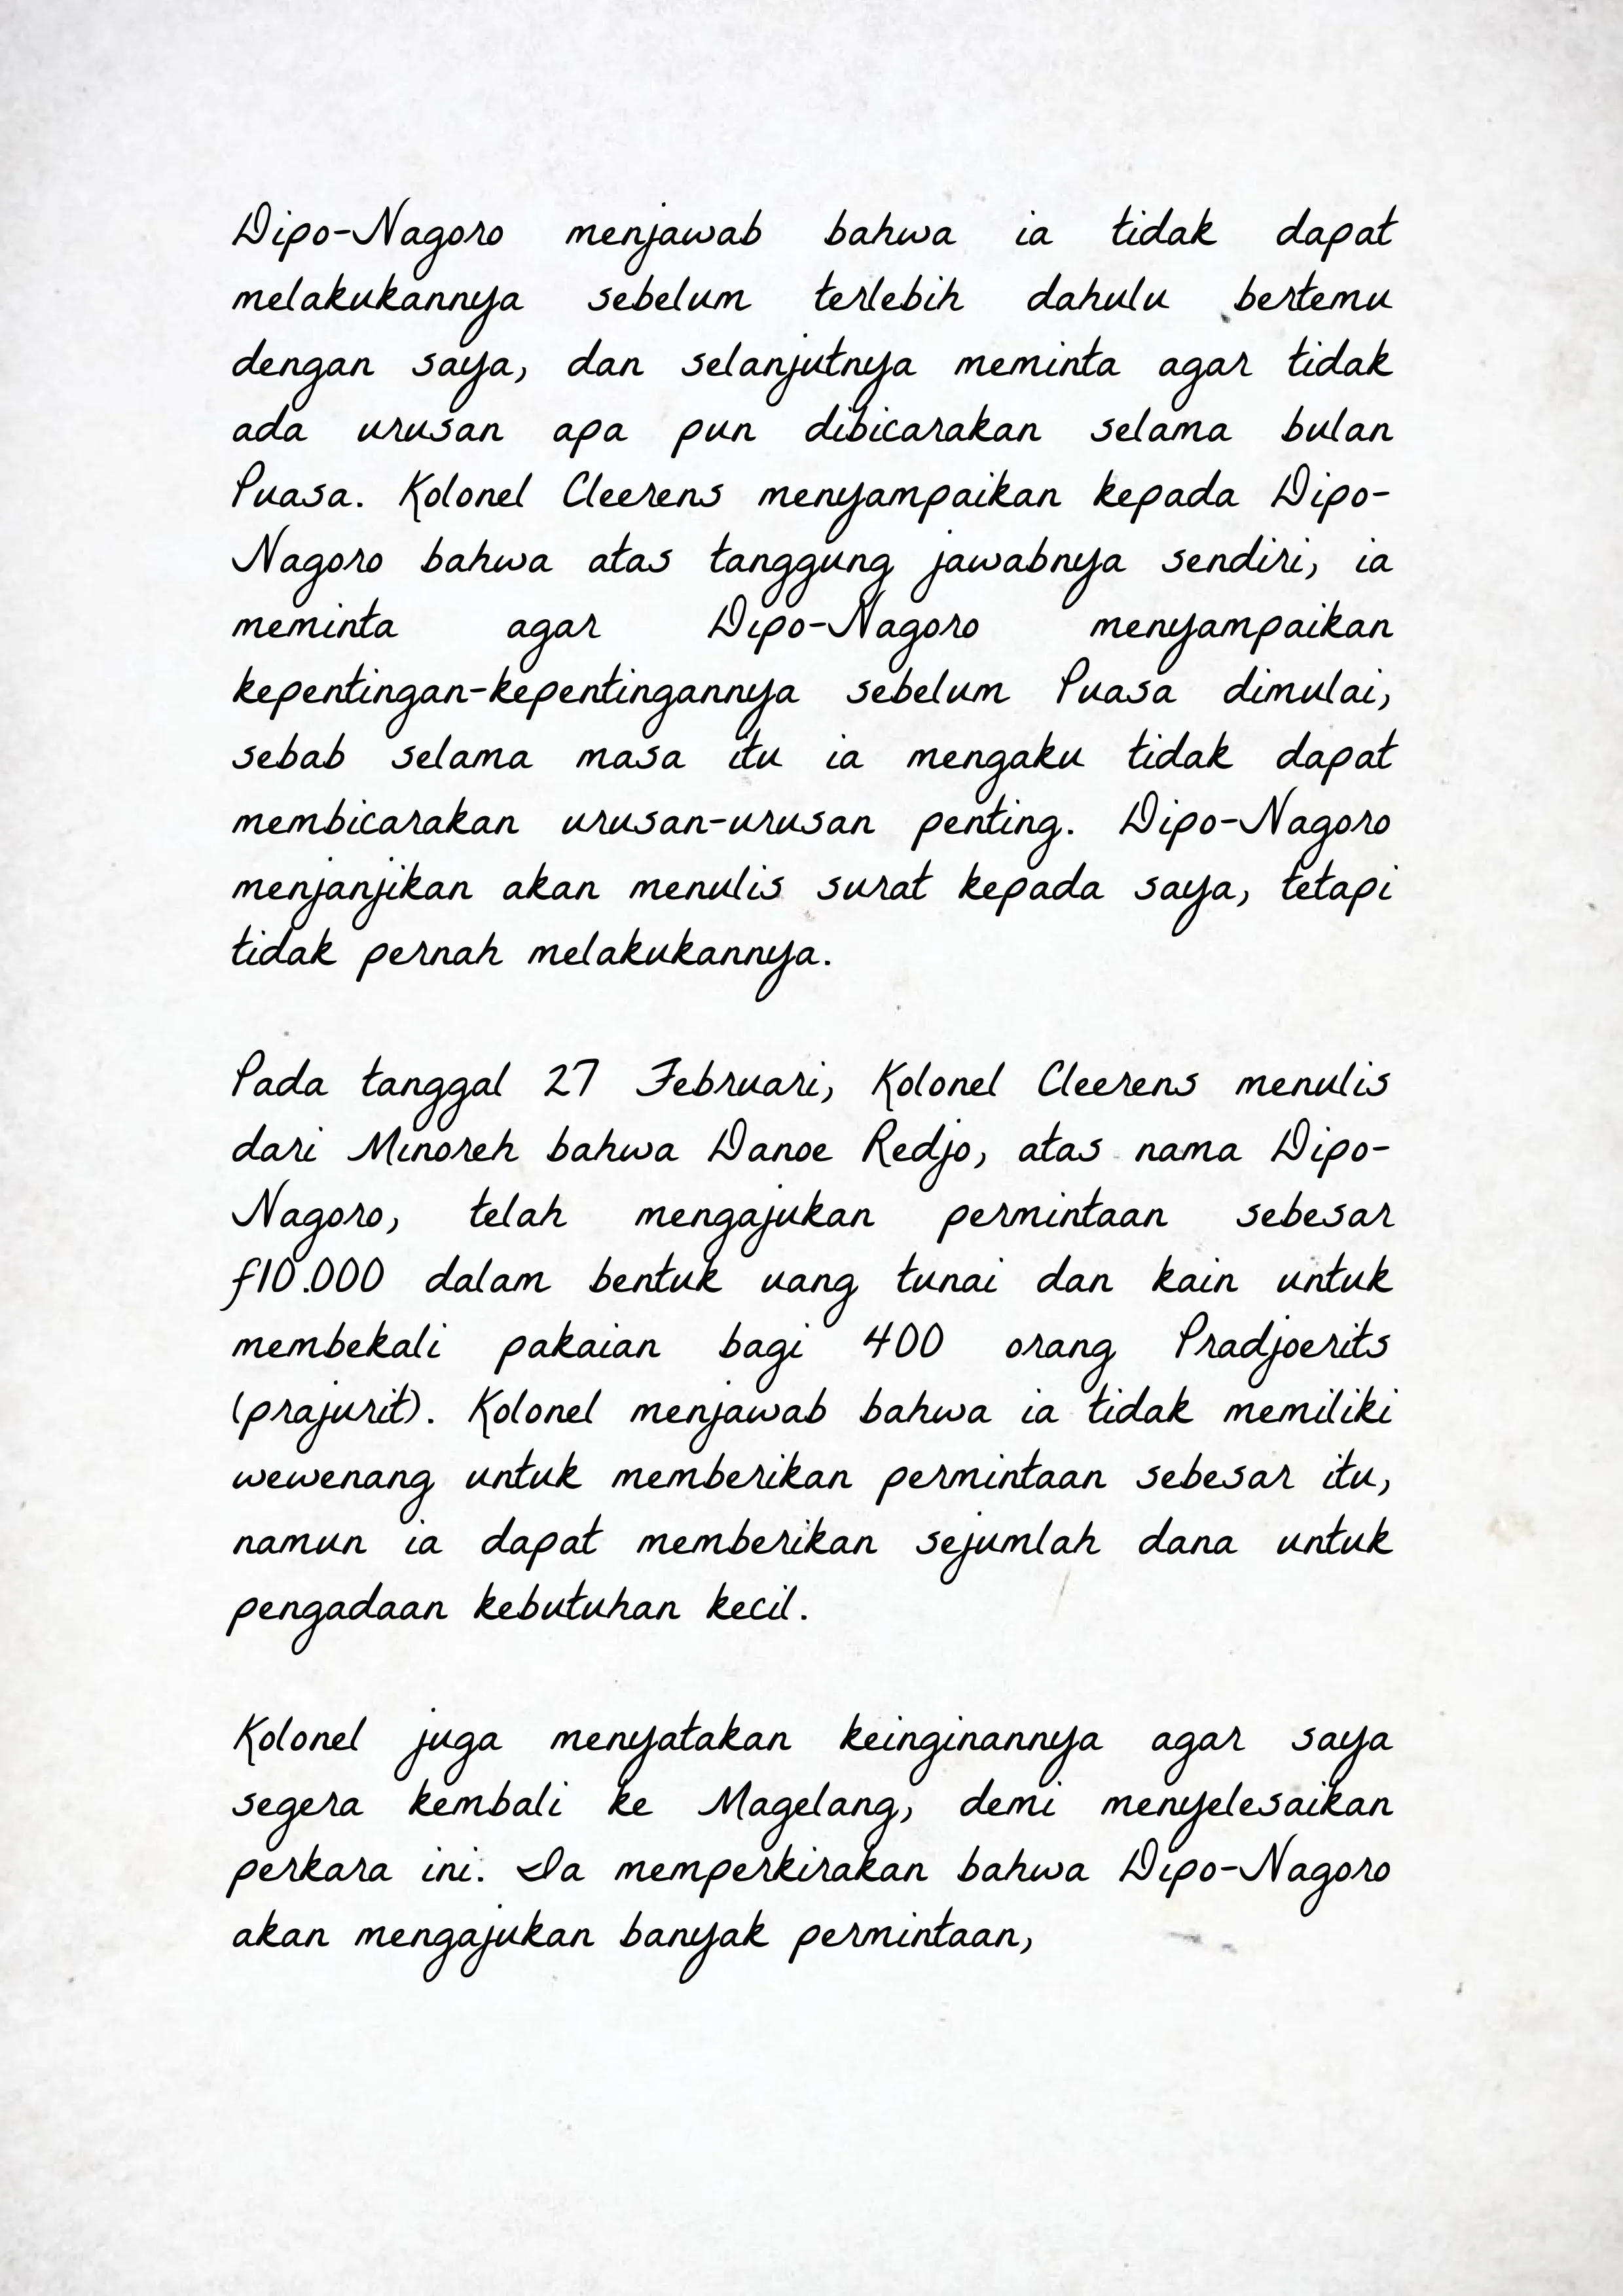 Dipo-Nagoro menjawab bahwa ia tidak dapat
melakukannya sebelum terlebih dahulu bertemu
dengan saya, dan selanjutnya meminta agar tidak
ada urusan apa pun dibicarakan selama bulan
Puasa. Kolonel Cleerens menyampaikan kepada Dipo-
Nagoro bahwa atas tanggung jawabnya sendiri, ia
meminta agar Dipo-Nagoro menyampaikan
kepentingan-kepentingannya sebelum Puasa dimulai,
sebab selama masa itu ia mengaku tidak dapat
membicarakan urusan-urusan penting. Dipo-Nagoro
menjanjikan akan menulis surat kepada saya, tetapi
tidak pernah melakukannya.
Pada tanggal 27 Februari, Kolonel Cleerens menulis
dari Minoreh bahwa Danoe Redjo, atas nama Dipo-
Nagoro, telah mengajukan permintaan sebesar
f10.000 dalam bentuk uang tunai dan kain untuk
membekali pakaian bagi 400 orang Pradjoerits
(prajurit). Kolonel menjawab bahwa ia tidak memiliki
wewenang untuk memberikan permintaan sebesar itu,
namun ia dapat memberikan sejumlah dana untuk
pengadaan kebutuhan kecil.
Kolonel juga menyatakan keinginannya agar saya
segera kembali ke Magelang, demi menyelesaikan
perkara ini. Ia memperkirakan bahwa Dipo-Nagoro
akan mengajukan banyak permintaan,